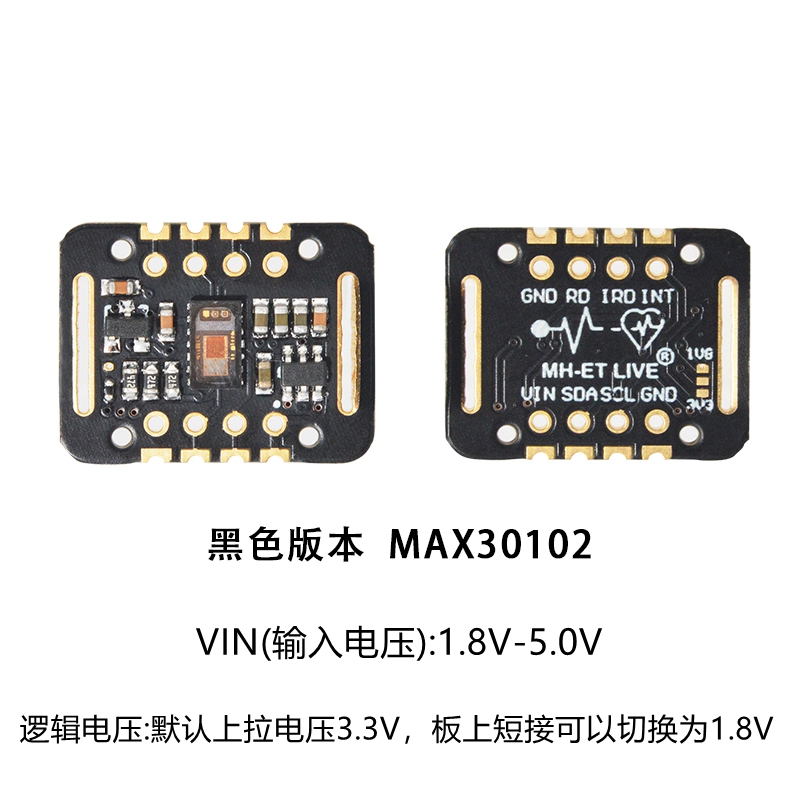 GND RD IRD INT
MH-ET LIVE®
1V8
VIN SDA SCL GND
3V3
黑色版本 MAX30102
VIN(输入电压):1.8V-5.0V
逻辑电压:默认上拉电压3.3V，板上短接可以切换为1.8V